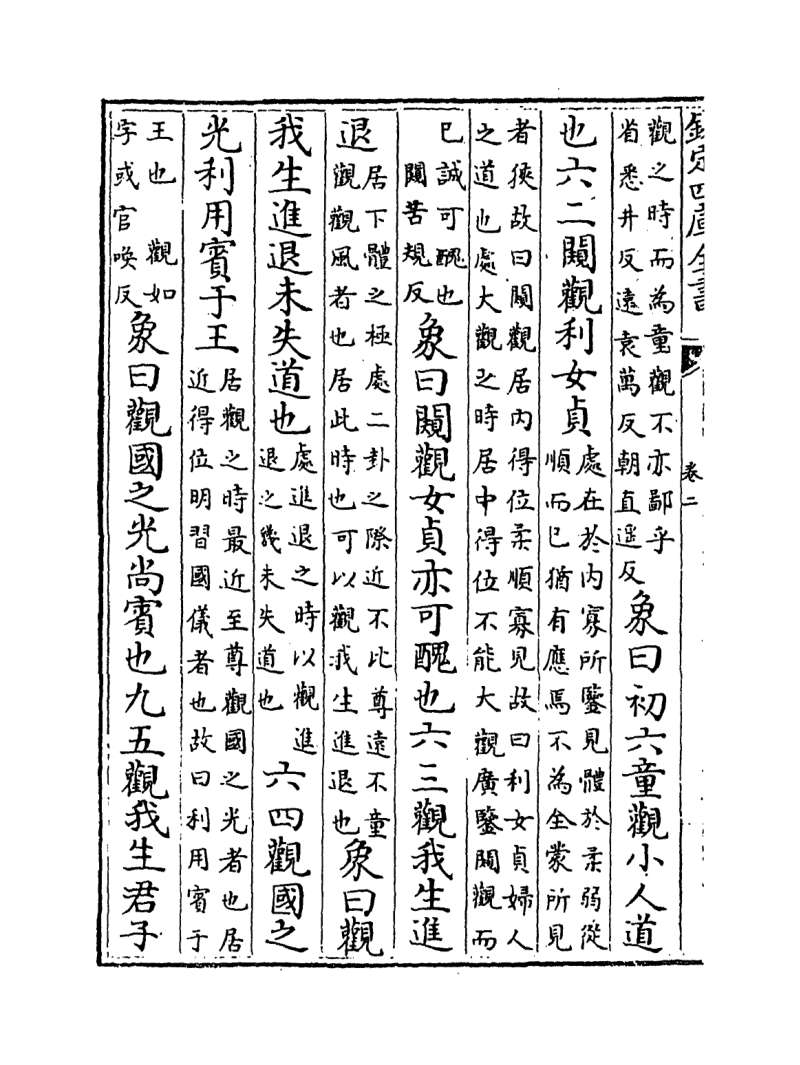 欽定四庫全書 卷二
觀之時而為童觀不亦鄙乎省悉井反遠袁萬反朝直遥反象曰初六童觀小人道
也六二闚觀利女貞處在於内寡所鑒見體於柔弱從順而已猶有應焉不為全蒙所見
者狹故曰闚觀居内得位柔順寡見故曰利女貞婦人之道也處大觀之時居中得位不能大觀廣鑒闚觀而
已誠可醜也 闚苦規反象曰闚觀女貞亦可醜也六三觀我生進
退居下體之極處二卦之際近不比尊遠不童觀觀風者也居此時也可以觀我生進退也象曰觀
我生進退未失道也處進退之時以觀進退之幾未失道也六四觀國之
光利用賓于王居觀之時最近至尊觀國之光者也居近得位明習國儀者也故曰利用賓于
王也 觀如字或官喚反象曰觀國之光尚賓也九五觀我生君子